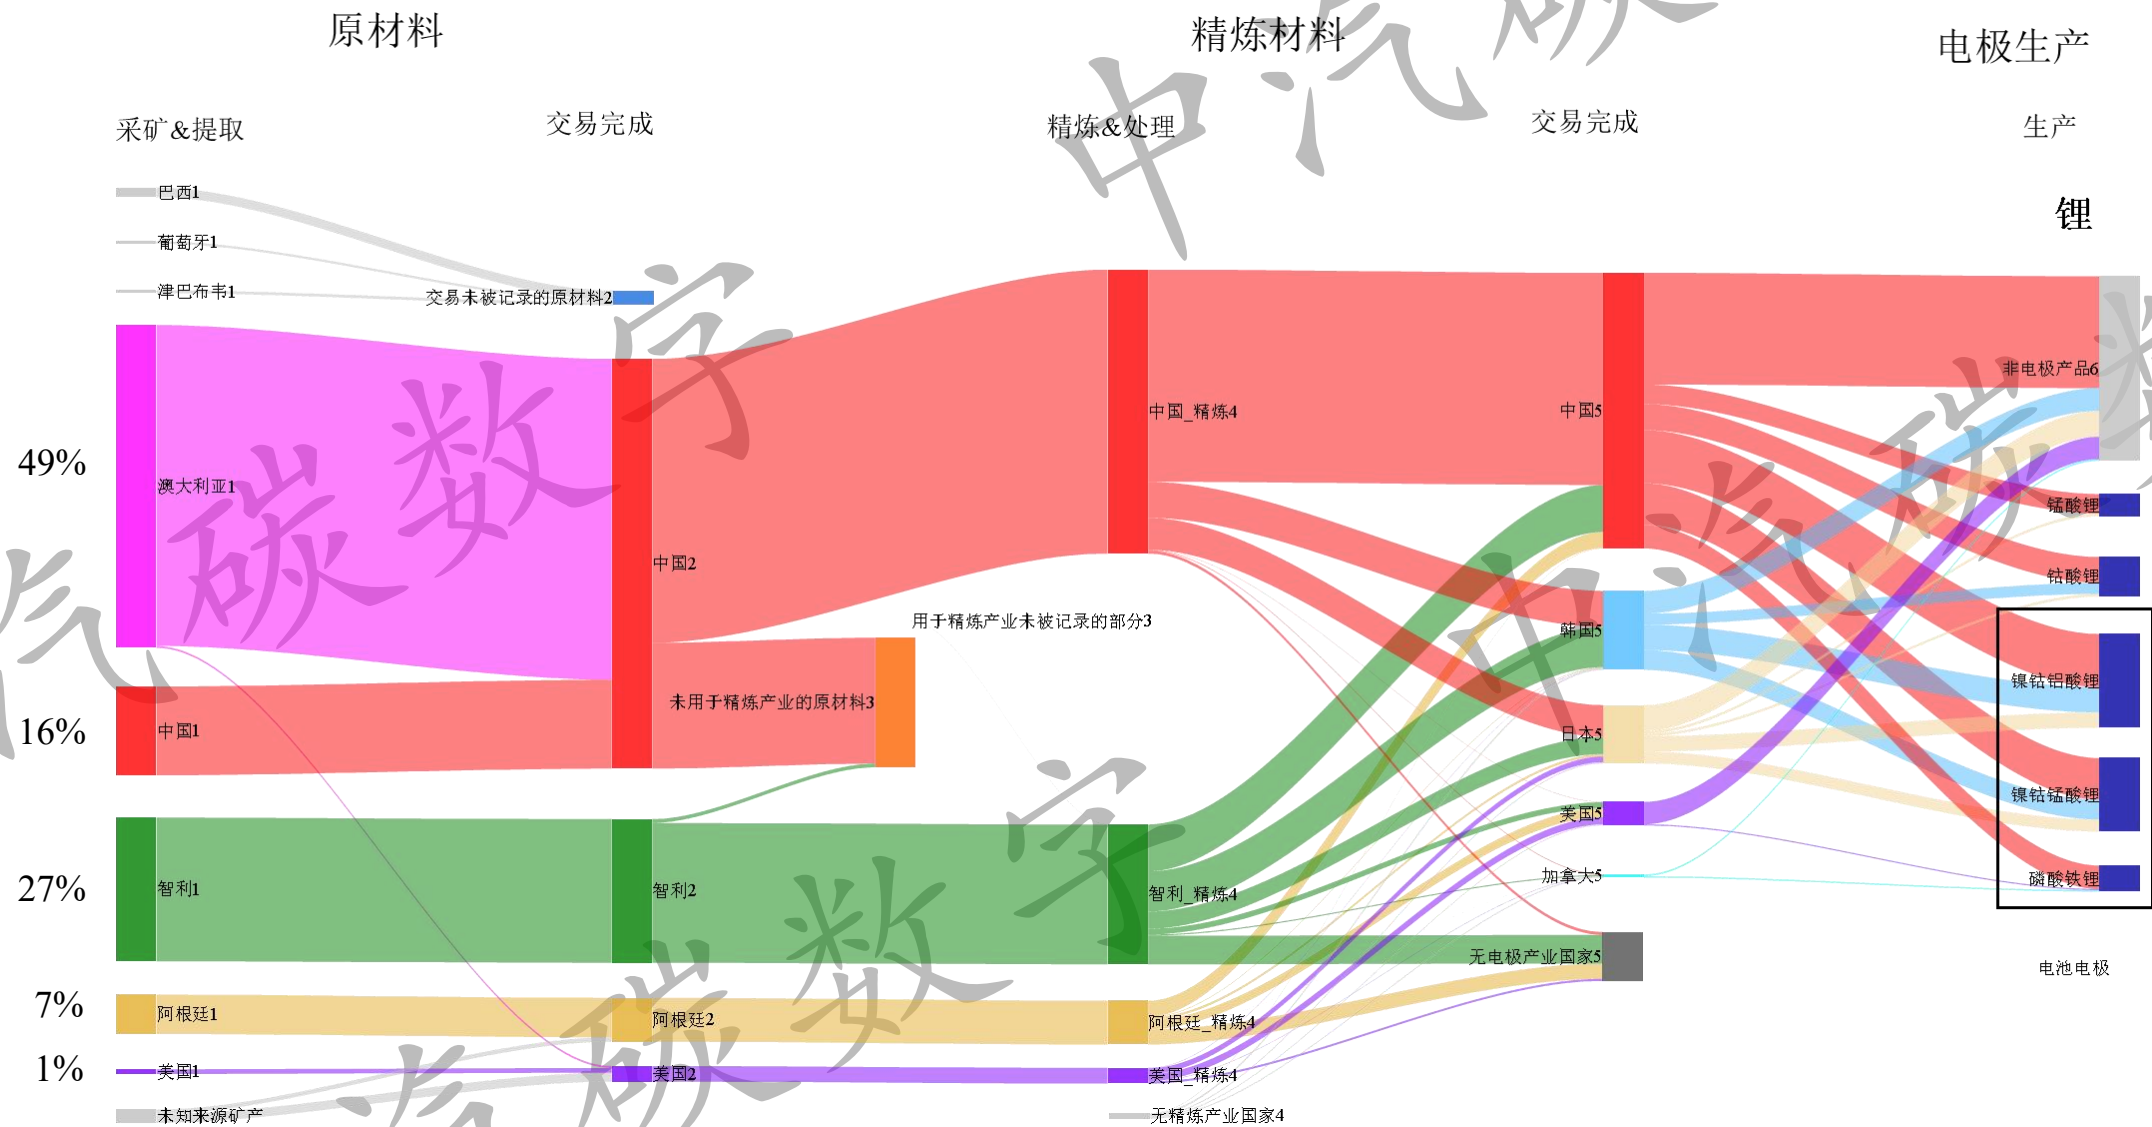 原材料
精炼材料
电极生产
采矿&提取
交易完成
精炼&处理
交易完成
生产
锂
巴西1
葡萄牙1
津巴布韦1
交易未被记录的原材料2
非电极产品6
中国_精炼4
中国5
49%
澳大利亚1
锰酸锂
中国2
钴酸锂
用于精炼产业未被记录的部分3
韩国5
镍钴铝酸锂
未用于精炼产业的原材料3
16%
中国1
日本5
镍钴锰酸锂
美国5
27%
智利1
智利2
智利_精炼4
加拿大5
磷酸铁锂
无电极产业国家5
电池电极
7%
阿根廷1
阿根廷2
阿根廷_精炼4
1%
美国1
美国2
美国_精炼4
未知来源矿产
无精炼产业国家4
中汽碳
汽碳数字
中汽碳数
汽碳数字